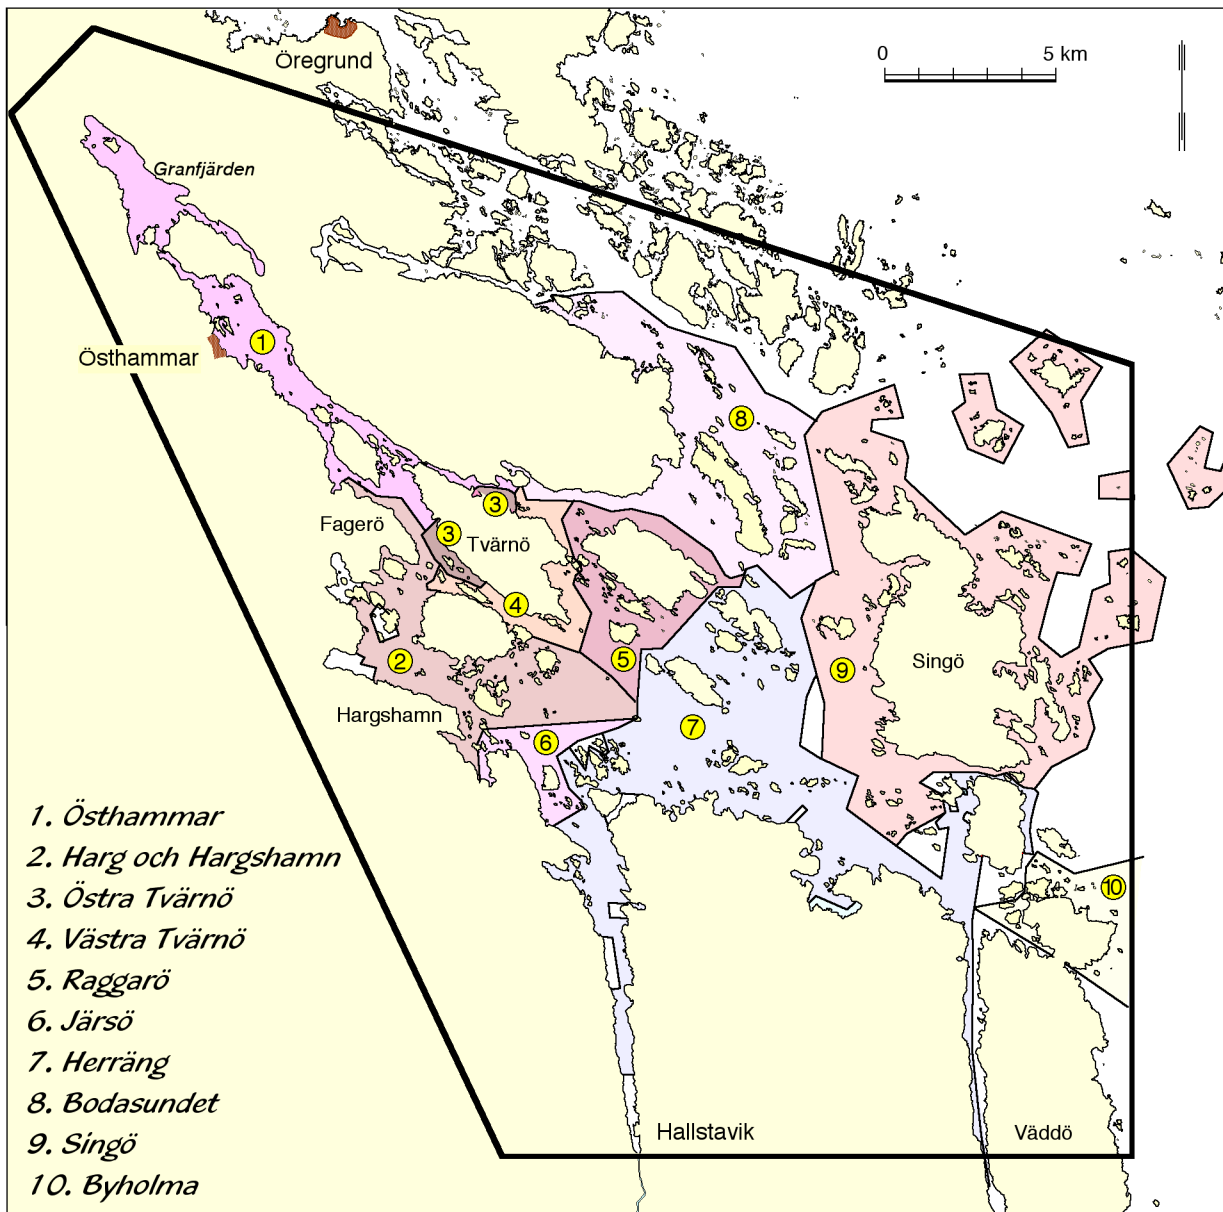 Öregrund
0 5 km
Granfjärden
1
Östhammar
8
3
Fagerö
3
Tvärnö
4
2
5
9
Singö
Hargshamn
6
7
10
Hallstavik
Väddö
1. Östhammar
2. Harg och Hargshamn
3. Östra Tvärnö
4. Västra Tvärnö
5. Raggarö
6. Järsö
7. Herräng
8. Bodasundet
9. Singö
10. Byholma